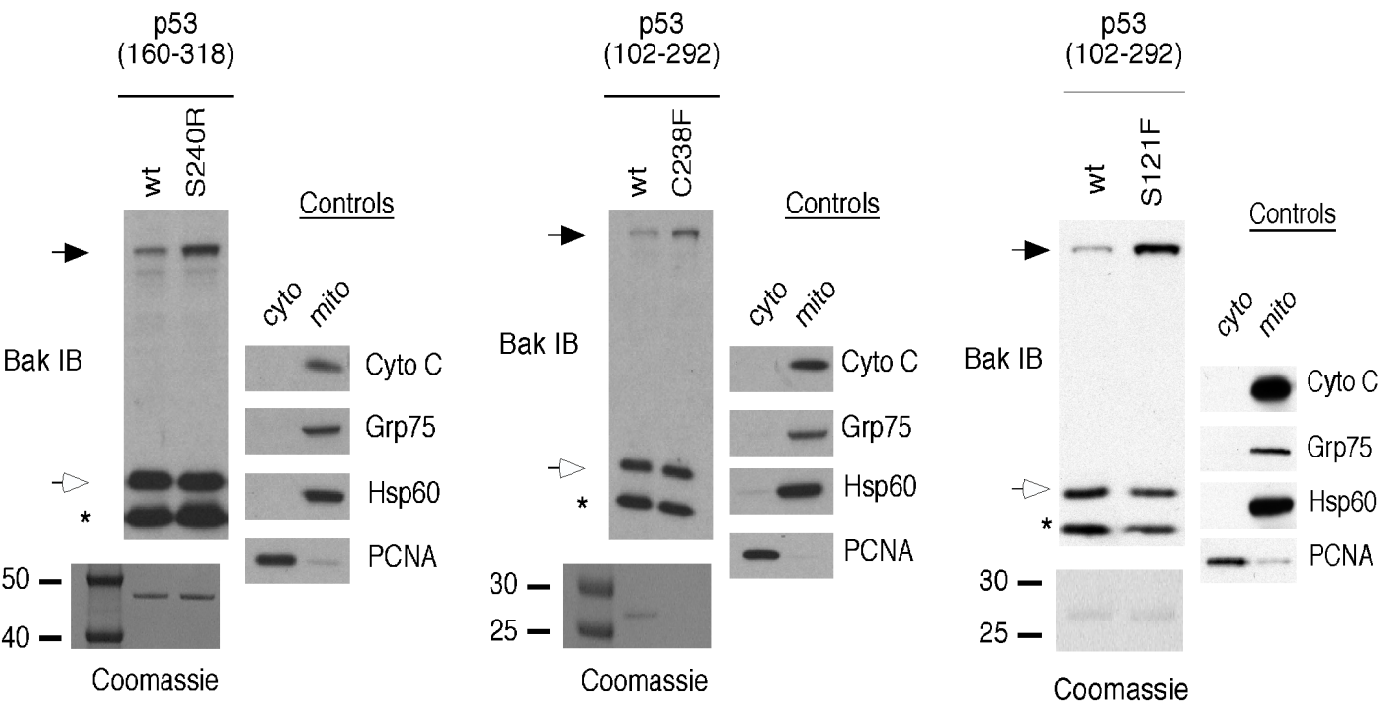 p53
(160-318)
wt
S240R
Controls
cyto
mito
Bak IB
Cyto C
Grp75
Hsp60
PCNA
*
50
40
Coomassie
p53
(102-292)
wt
C238F
Controls
cyto
mito
Bak IB
Cyto C
Grp75
Hsp60
PCNA
*
30
25
Coomassie
p53
(102-292)
wt
S121F
Controls
cyto
mito
Bak IB
Cyto C
Grp75
Hsp60
PCNA
*
30
25
Coomassie